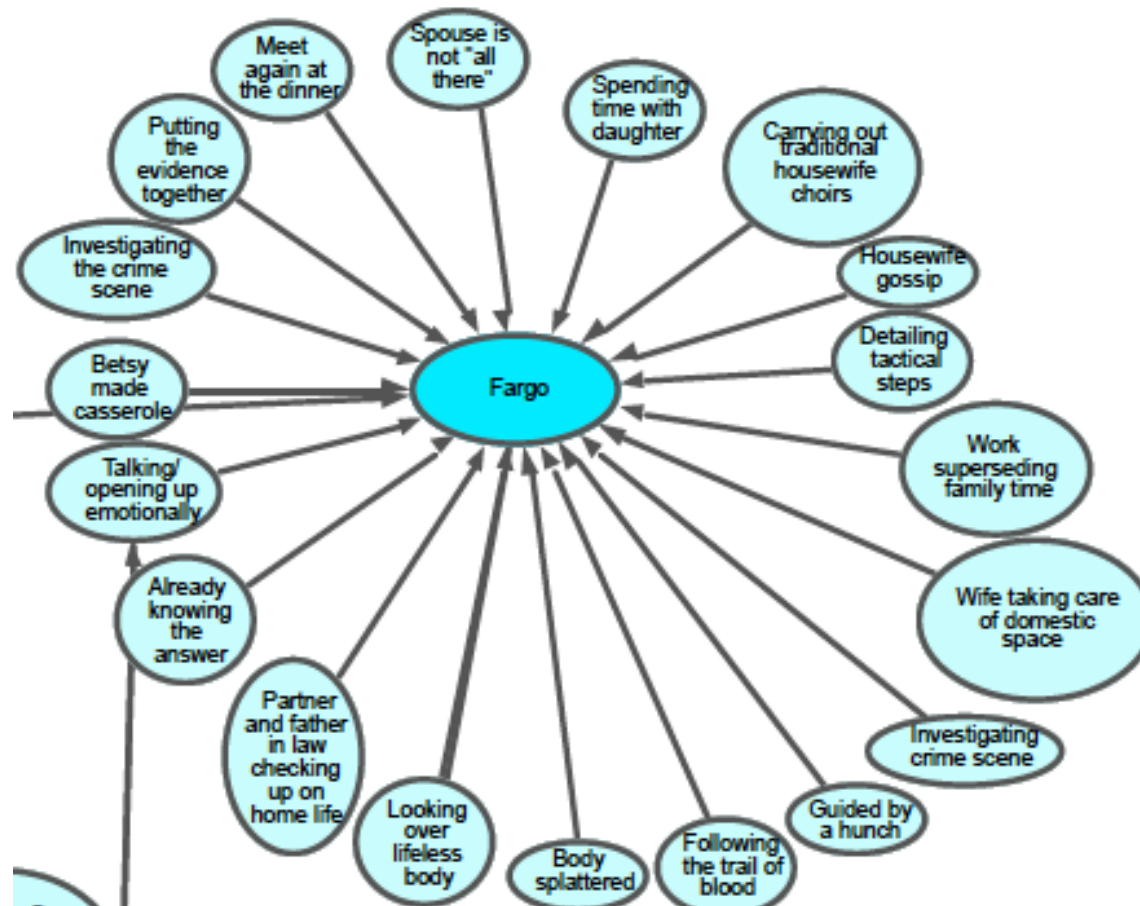 Meet
again at
the dinner
Spouse is
not "all
there"
Spending
time with
daughter
Carrying out
traditional
housewife
choirs
Putting
the
evidence
together
Investigating
the crime
scene
Housewife
gossip
Detailing
tactical
steps
Betsy
made
casserole
Fargo
Talking/
opening up
emotionally
Work
superseding
family time
Already
knowing
the
answer
Wife taking care
of domestic
space
Partner
and father
in law
checking
up on
home life
Looking
over
lifeless
body
Body
splattered
Following
the trail of
blood
Guided by
a hunch
Investigating
crime scene